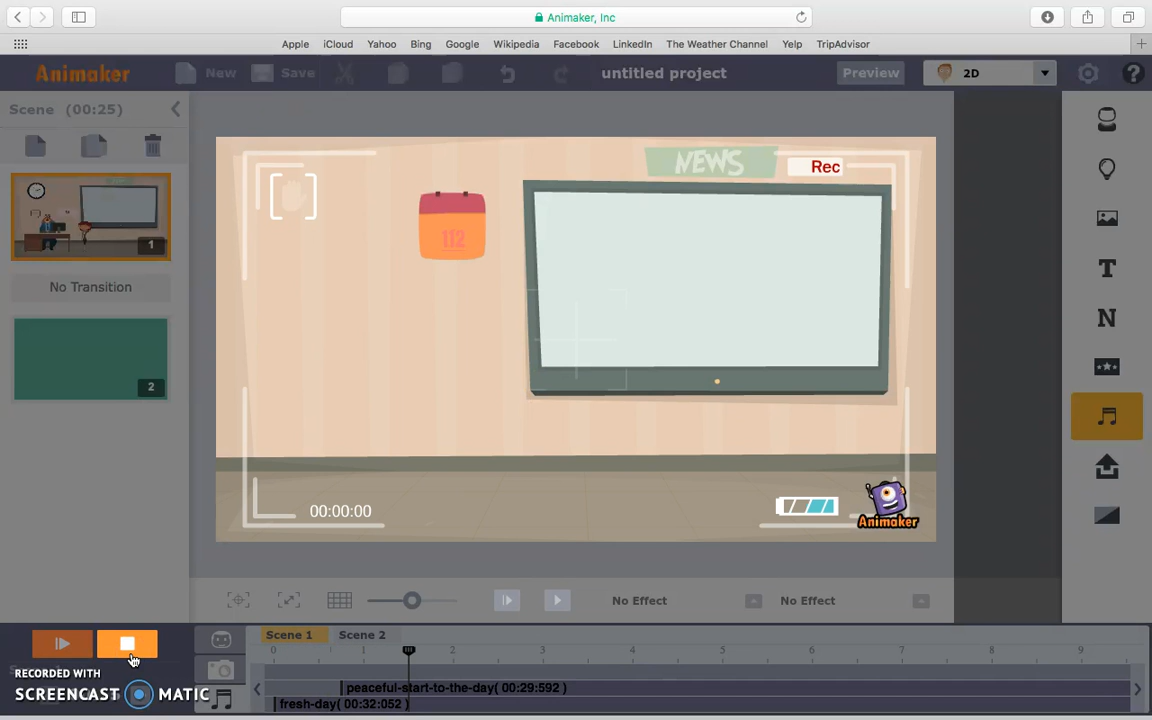 Animaker, Inc
Apple iCloud Yahoo Bing Google Wikipedia Facebook LinkedIn The Weather Channel Yelp TripAdvisor
Animaker New Save untitled project Preview 2D ?
Scene (00:25)
NEWS
Rec
112
1
No Transition
2
T
N
00:00:00
Animaker
No Effect No Effect
Scene 1 Scene 2
0 1 2 3 4 5 6 7 8 9
RECORDED WITH
SCREENCAST MATIC
peaceful-start-to-the-day( 00:29:592 )
fresh-day( 00:32:052 )